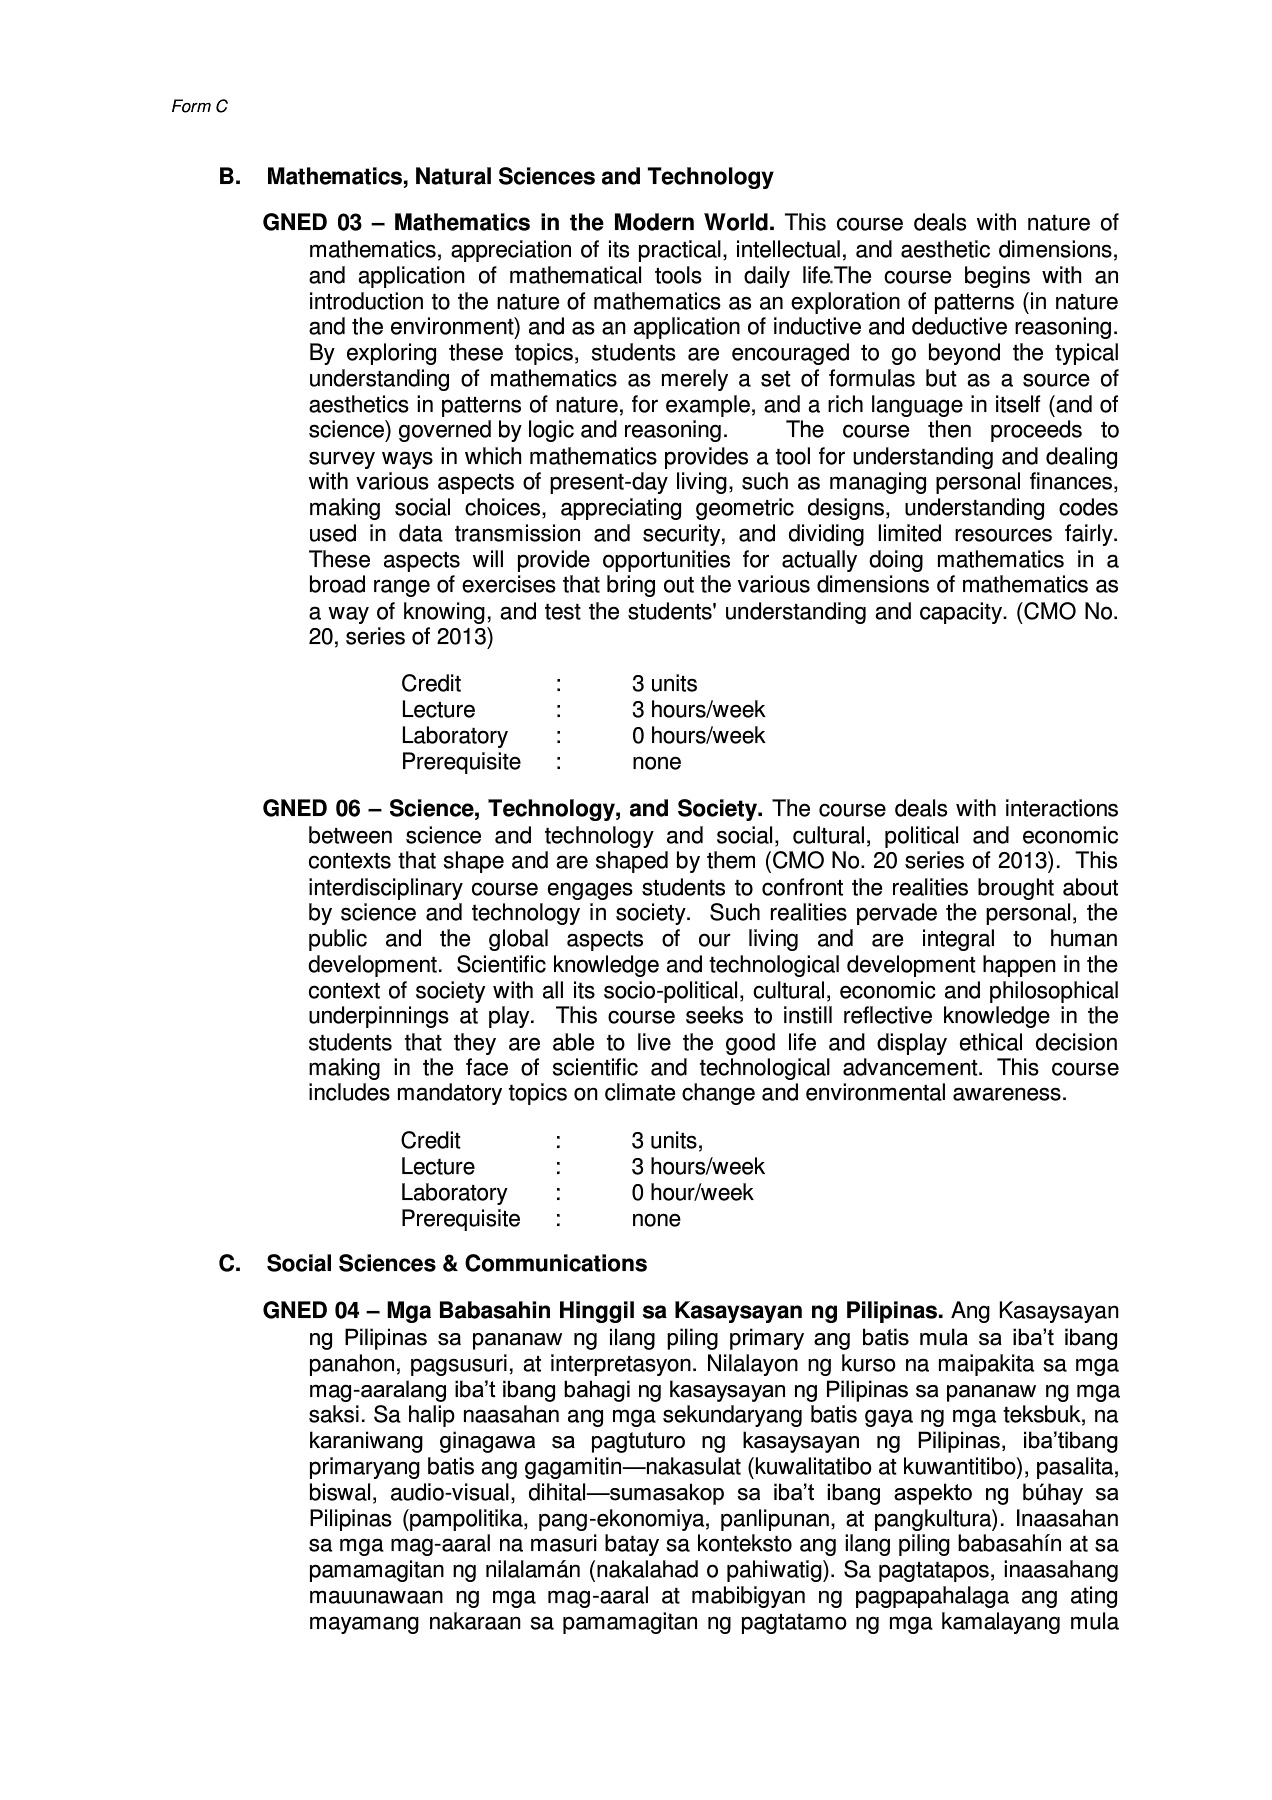 Form C
B. Mathematics, Natural Sciences and Technology
GNED 03 – Mathematics in the Modern World. This course deals with nature of
mathematics, appreciation of its practical, intellectual, and aesthetic dimensions,
and application of mathematical tools in daily life.The course begins with an
introduction to the nature of mathematics as an exploration of patterns (in nature
and the environment) and as an application of inductive and deductive reasoning.
By exploring these topics, students are encouraged to go beyond the typical
understanding of mathematics as merely a set of formulas but as a source of
aesthetics in patterns of nature, for example, and a rich language in itself (and of
science) governed by logic and reasoning. The course then proceeds to
survey ways in which mathematics provides a tool for understanding and dealing
with various aspects of present-day living, such as managing personal finances,
making social choices, appreciating geometric designs, understanding codes
used in data transmission and security, and dividing limited resources fairly.
These aspects will provide opportunities for actually doing mathematics in a
broad range of exercises that bring out the various dimensions of mathematics as
a way of knowing, and test the students' understanding and capacity. (CMO No.
20, series of 2013)
Credit : 3 units
Lecture : 3 hours/week
Laboratory : 0 hours/week
Prerequisite : none
GNED 06 – Science, Technology, and Society. The course deals with interactions
between science and technology and social, cultural, political and economic
contexts that shape and are shaped by them (CMO No. 20 series of 2013). This
interdisciplinary course engages students to confront the realities brought about
by science and technology in society. Such realities pervade the personal, the
public and the global aspects of our living and are integral to human
development. Scientific knowledge and technological development happen in the
context of society with all its socio-political, cultural, economic and philosophical
underpinnings at play. This course seeks to instill reflective knowledge in the
students that they are able to live the good life and display ethical decision
making in the face of scientific and technological advancement. This course
includes mandatory topics on climate change and environmental awareness.
Credit : 3 units,
Lecture : 3 hours/week
Laboratory : 0 hour/week
Prerequisite : none
C. Social Sciences & Communications
GNED 04 – Mga Babasahin Hinggil sa Kasaysayan ng Pilipinas. Ang Kasaysayan
ng Pilipinas sa pananaw ng ilang piling primary ang batis mula sa iba’t ibang
panahon, pagsusuri, at interpretasyon. Nilalayon ng kurso na maipakita sa mga
mag-aaralang iba’t ibang bahagi ng kasaysayan ng Pilipinas sa pananaw ng mga
saksi. Sa halip naasahan ang mga sekundaryang batis gaya ng mga teksbuk, na
karaniwang ginagawa sa pagtuturo ng kasaysayan ng Pilipinas, iba’tibang
primaryang batis ang gagamitin—nakasulat (kuwalitatibo at kuwantitibo), pasalita,
biswal, audio-visual, dihital—sumasakop sa iba’t ibang aspekto ng búhay sa
Pilipinas (pampolitika, pang-ekonomiya, panlipunan, at pangkultura). Inaasahan
sa mga mag-aaral na masuri batay sa konteksto ang ilang piling babasahín at sa
pamamagitan ng nilalamán (nakalahad o pahiwatig). Sa pagtatapos, inaasahang
mauunawaan ng mga mag-aaral at mabibigyan ng pagpapahalaga ang ating
mayamang nakaraan sa pamamagitan ng pagtatamo ng mga kamalayang mula